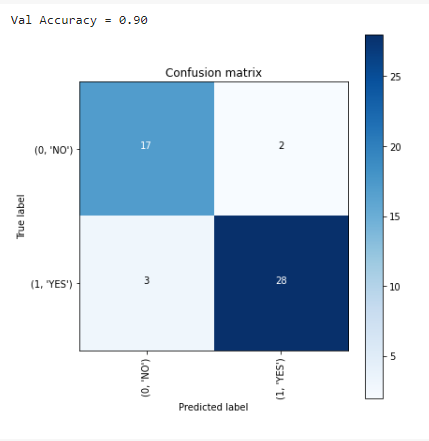 Val Accuracy = 0.90
Confusion matrix
(0, 'NO')
17
2
(1, 'YES')
3
28
True label
(0, 'NO')
(1, 'YES')
Predicted label
25
20
15
10
5